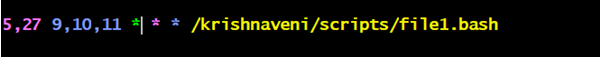 5,27 9,10,11 * * * /krishnaveni/scripts/file1.bash